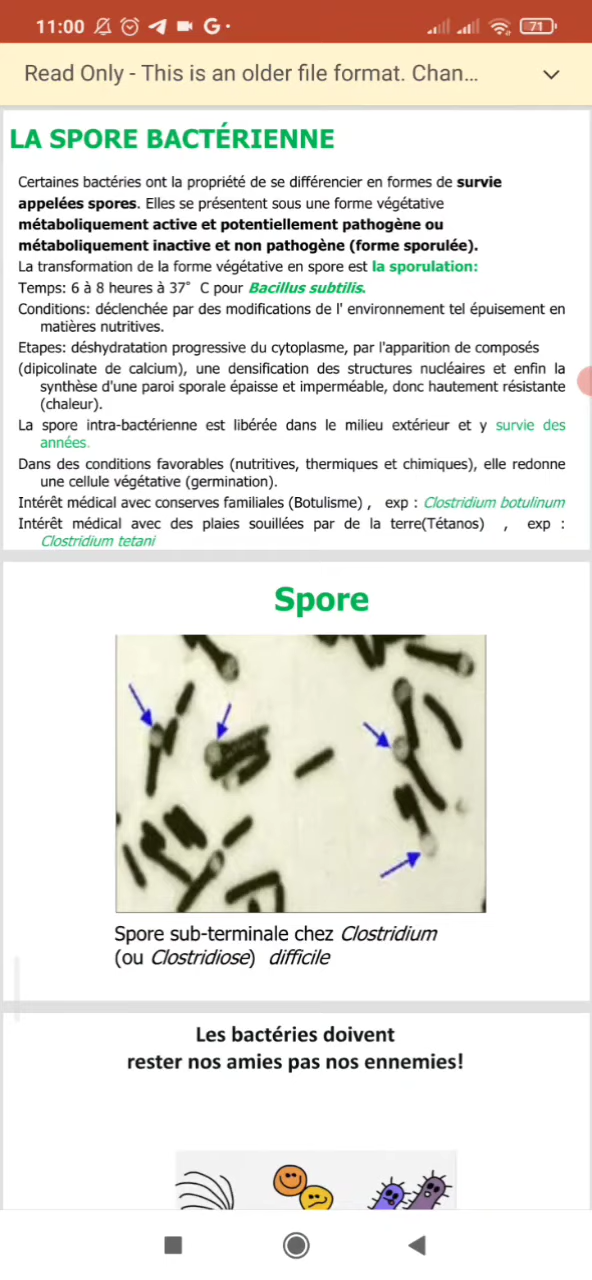 11:00 G
71
Read Only - This is an older file format. Chan...
LA SPORE BACTÉRIENNE
Certaines bactéries ont la propriété de se différencier en formes de survie
appelées spores. Elles se présentent sous une forme végétative
métaboliquement active et potentiellement pathogène ou
métaboliquement inactive et non pathogène (forme sporulée).
La transformation de la forme végétative en spore est la sporulation:
Temps: 6 à 8 heures à 37° C pour Bacillus subtilis.
Conditions: déclenchée par des modifications de l' environnement tel épuisement en
matières nutritives.
Etapes: déshydratation progressive du cytoplasme, par l'apparition de composés
(dipicolinate de calcium), une densification des structures nucléaires et enfin la
synthèse d'une paroi sporale épaisse et imperméable, donc hautement résistante
(chaleur).
La spore intra-bactérienne est libérée dans le milieu extérieur et y survie des
années.
Dans des conditions favorables (nutritives, thermiques et chimiques), elle redonne
une cellule végétative (germination).
Intérêt médical avec conserves familiales (Botulisme) , exp : Clostridium botulinum
Intérêt médical avec des plaies souillées par de la terre(Tétanos) , exp :
Clostridium tetani
Spore
Spore sub-terminale chez Clostridium
(ou Clostridiose) difficile
Les bactéries doivent
rester nos amies pas nos ennemies!